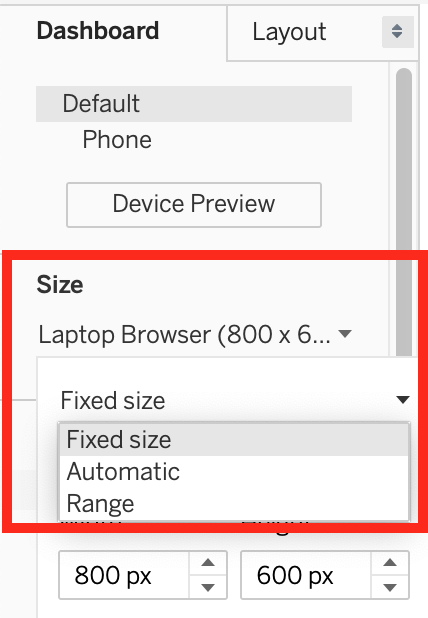 Dashboard Layout
Default
Phone
Device Preview
Size
Laptop Browser (800 x 6...
Fixed size
Fixed size
Automatic
Range
800 px 600 px